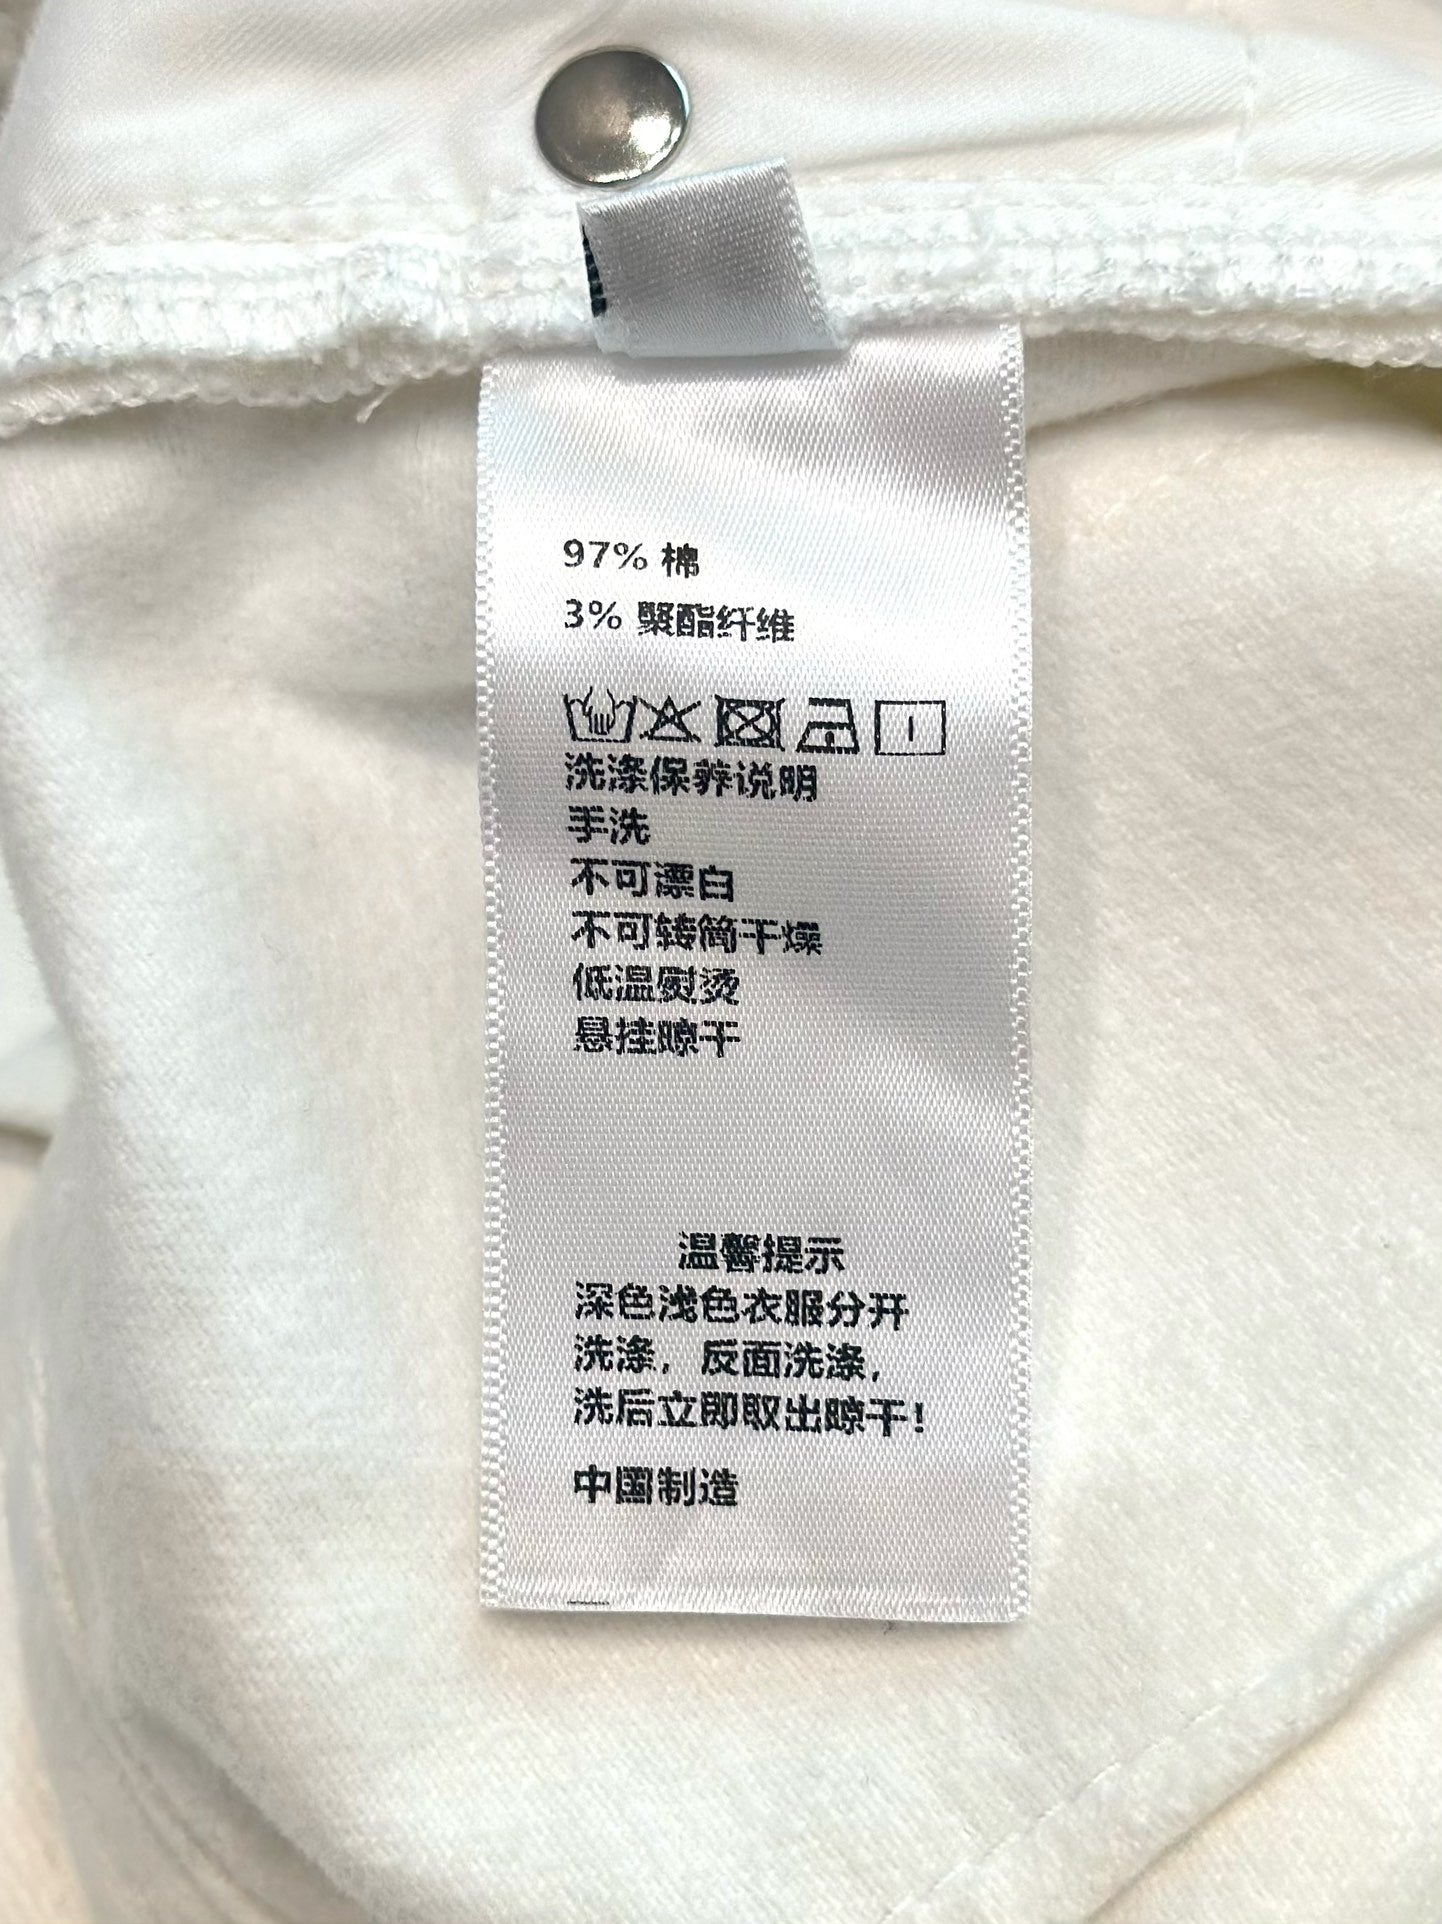 97% 棉
3% 聚酯纤维
洗涤保养说明
手洗
不可漂白
不可转筒干燥
低温熨烫
悬挂晾干
温馨提示
深色浅色衣服分开
洗涤，反面洗涤，
洗后立即取出晾干！
中国制造